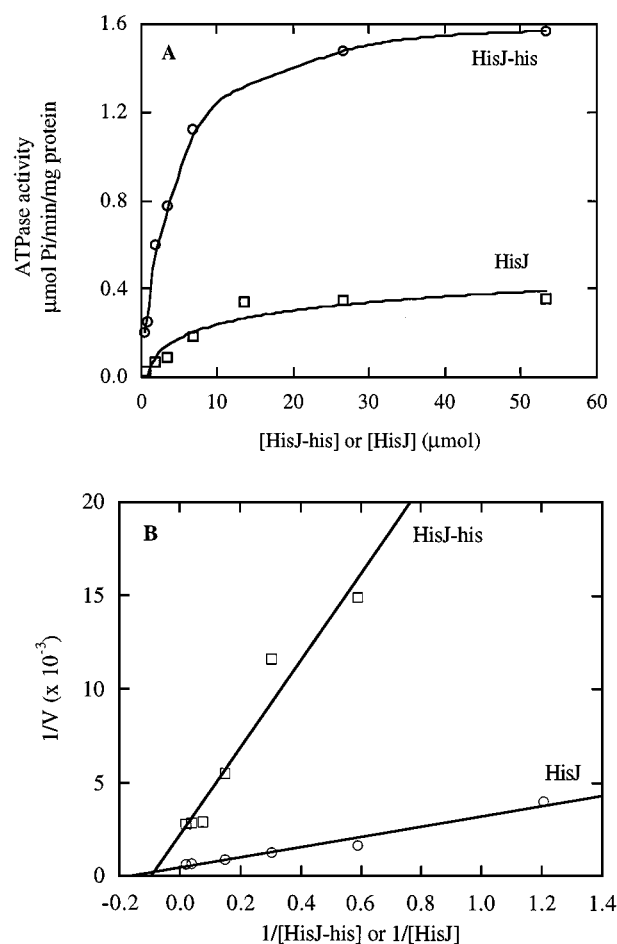 1.6
A
HisJ-his
1.2
ATPase activity
μmol Pi/min/mg protein
0.8
HisJ
0.4
0.0
0 10 20 30 40 50 60
[HisJ-his] or [HisJ] (μmol)
20
B
HisJ-his
15
1/V (x 10⁻³)
10
HisJ
5
0
-0.2 0.0 0.2 0.4 0.6 0.8 1.0 1.2 1.4
1/[HisJ-his] or 1/[HisJ]